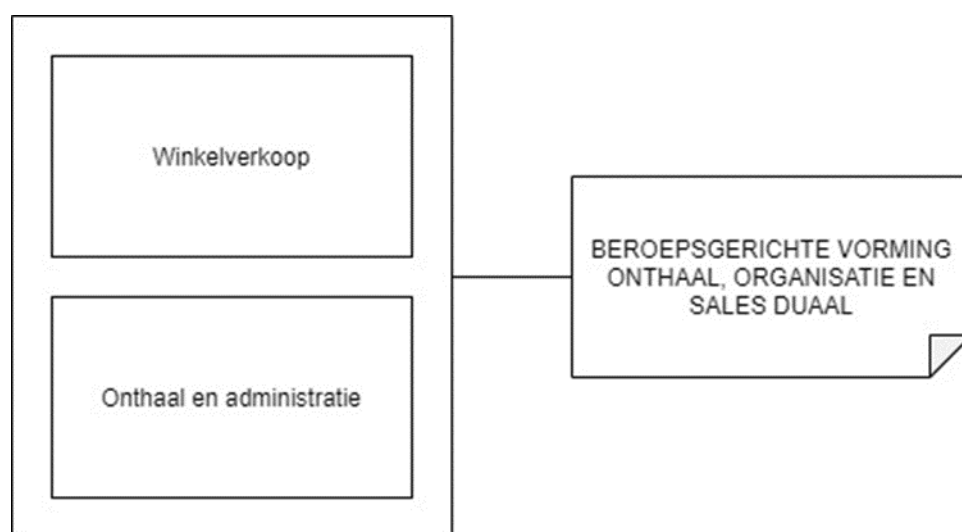 Winkelverkoop
Onthaal en administratie
BEROEPSGERICHTE VORMING
ONTHAAL, ORGANISATIE EN
SALES DUAAL